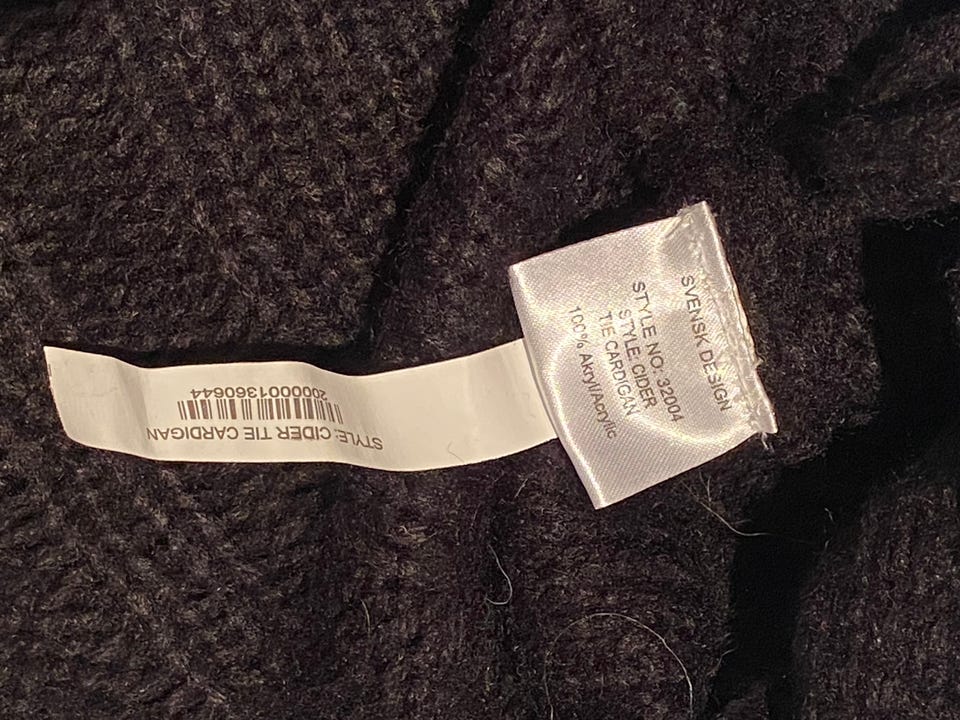 SVENSK DESIGN
STYLE NO: 32004
STYLE: CIDER
TIE CARDIGAN
100% Akryl/Acrylic
STYLE: CIDER TIE CARDIGAN
2000001360644